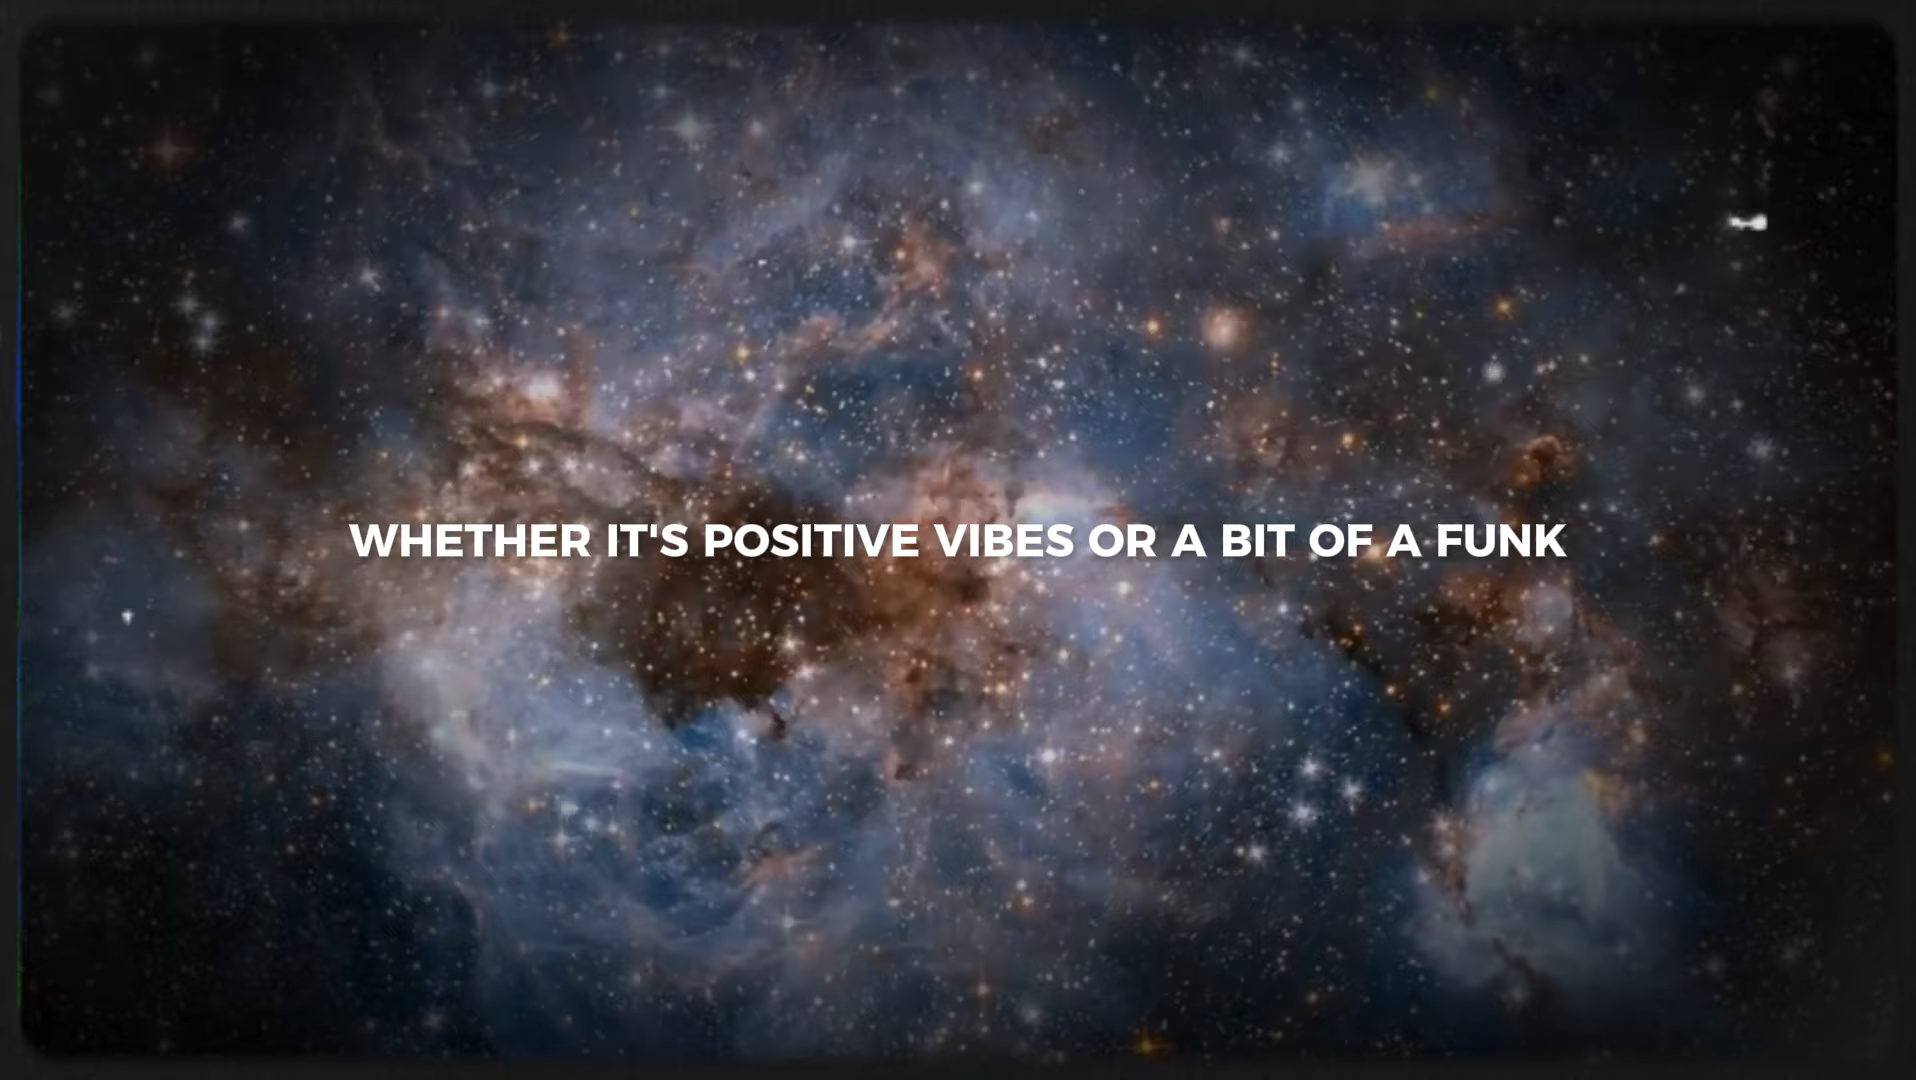 WHETHER IT'S POSITIVE VIBES OR A BIT OF A FUNK